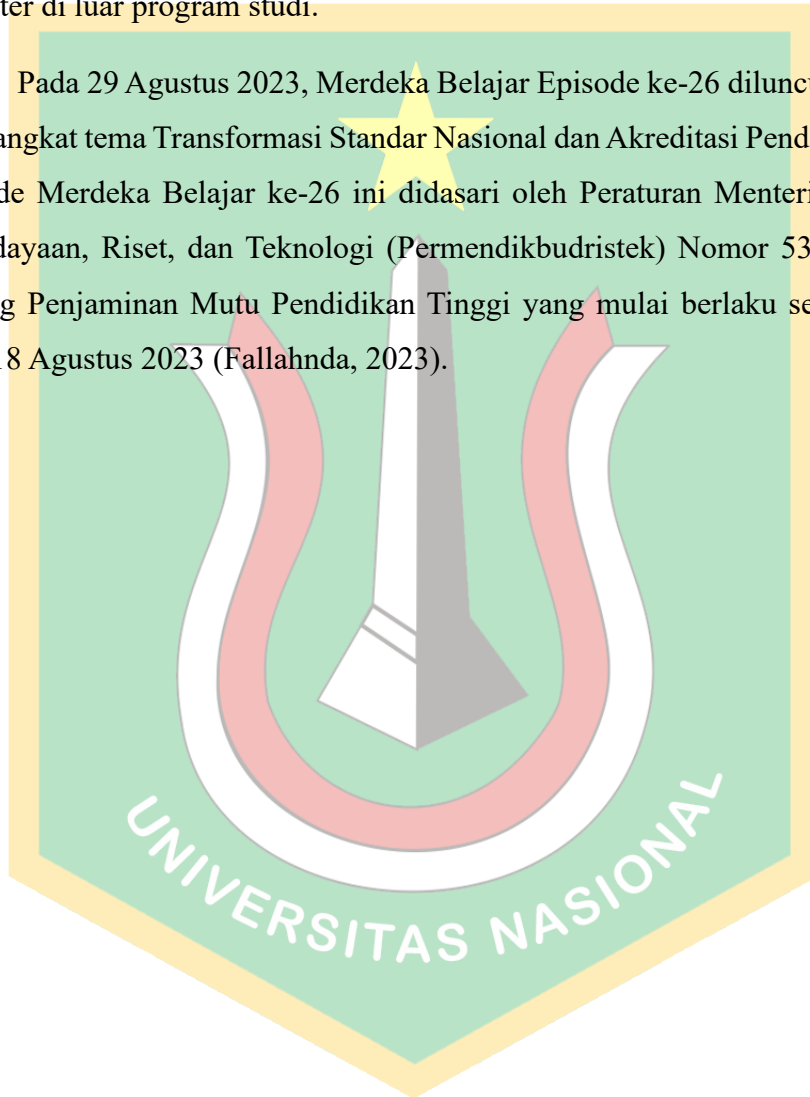 ter di luar program studi.
Pada 29 Agustus 2023, Merdeka Belajar Episode ke-26 dilunc
angkat tema Transformasi Standar Nasional dan Akreditasi Pend
de Merdeka Belajar ke-26 ini didasari oleh Peraturan Menteri
dayaan, Riset, dan Teknologi (Permendikbudristek) Nomor 53
g Penjaminan Mutu Pendidikan Tinggi yang mulai berlaku se
8 Agustus 2023 (Fallahnda, 2023).
UNIVERSITAS NASIONAL